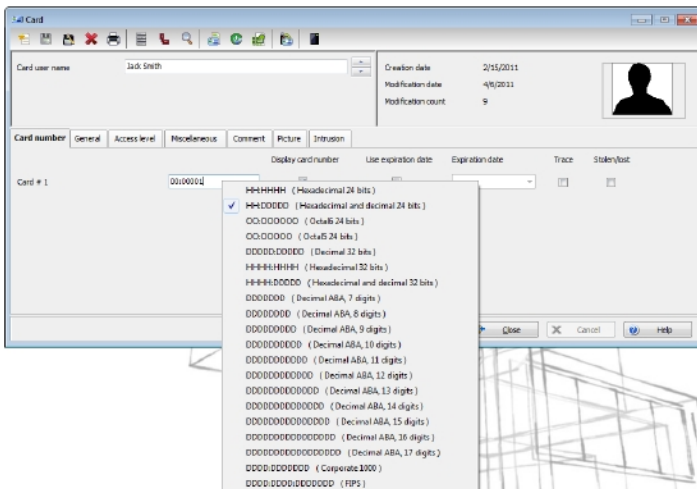 Card
Card user name
Jack Smith
Creation date 2/15/2011
Modification date 4/6/2011
Modification count 9
Card number General Access level Miscellaneous Comment Picture Intrusion
Display card number Use expiration date Expiration date Trace Stolen/lost
Card # 1 00:00001
HH:HHHH (Hexadecimal 24 bits)
HH:DDDDD (Hexadecimal and decimal 24 bits)
OO:OOOOOO (Octal6 24 bits)
OO:OOOOO (Octal5 24 bits)
DDDDD:DDDDD (Decimal 32 bits)
HHHH:HHHH (Hexadecimal 32 bits)
HHHH:DDDDD (Hexadecimal and decimal 32 bits)
DDDDDDD (Decimal ABA, 7 digits)
DDDDDDDD (Decimal ABA, 8 digits)
DDDDDDDDD (Decimal ABA, 9 digits)
DDDDDDDDDD (Decimal ABA, 10 digits)
DDDDDDDDDDD (Decimal ABA, 11 digits)
DDDDDDDDDDDD (Decimal ABA, 12 digits)
DDDDDDDDDDDDD (Decimal ABA, 13 digits)
DDDDDDDDDDDDDD (Decimal ABA, 14 digits)
DDDDDDDDDDDDDDD (Decimal ABA, 15 digits)
DDDDDDDDDDDDDDDD (Decimal ABA, 16 digits)
DDDDDDDDDDDDDDDDD (Decimal ABA, 17 digits)
DDDD:DDDDDDD (Corporate 1000)
DDDD:DDDD:DDDDDDD (FIPS)
Close Cancel Help